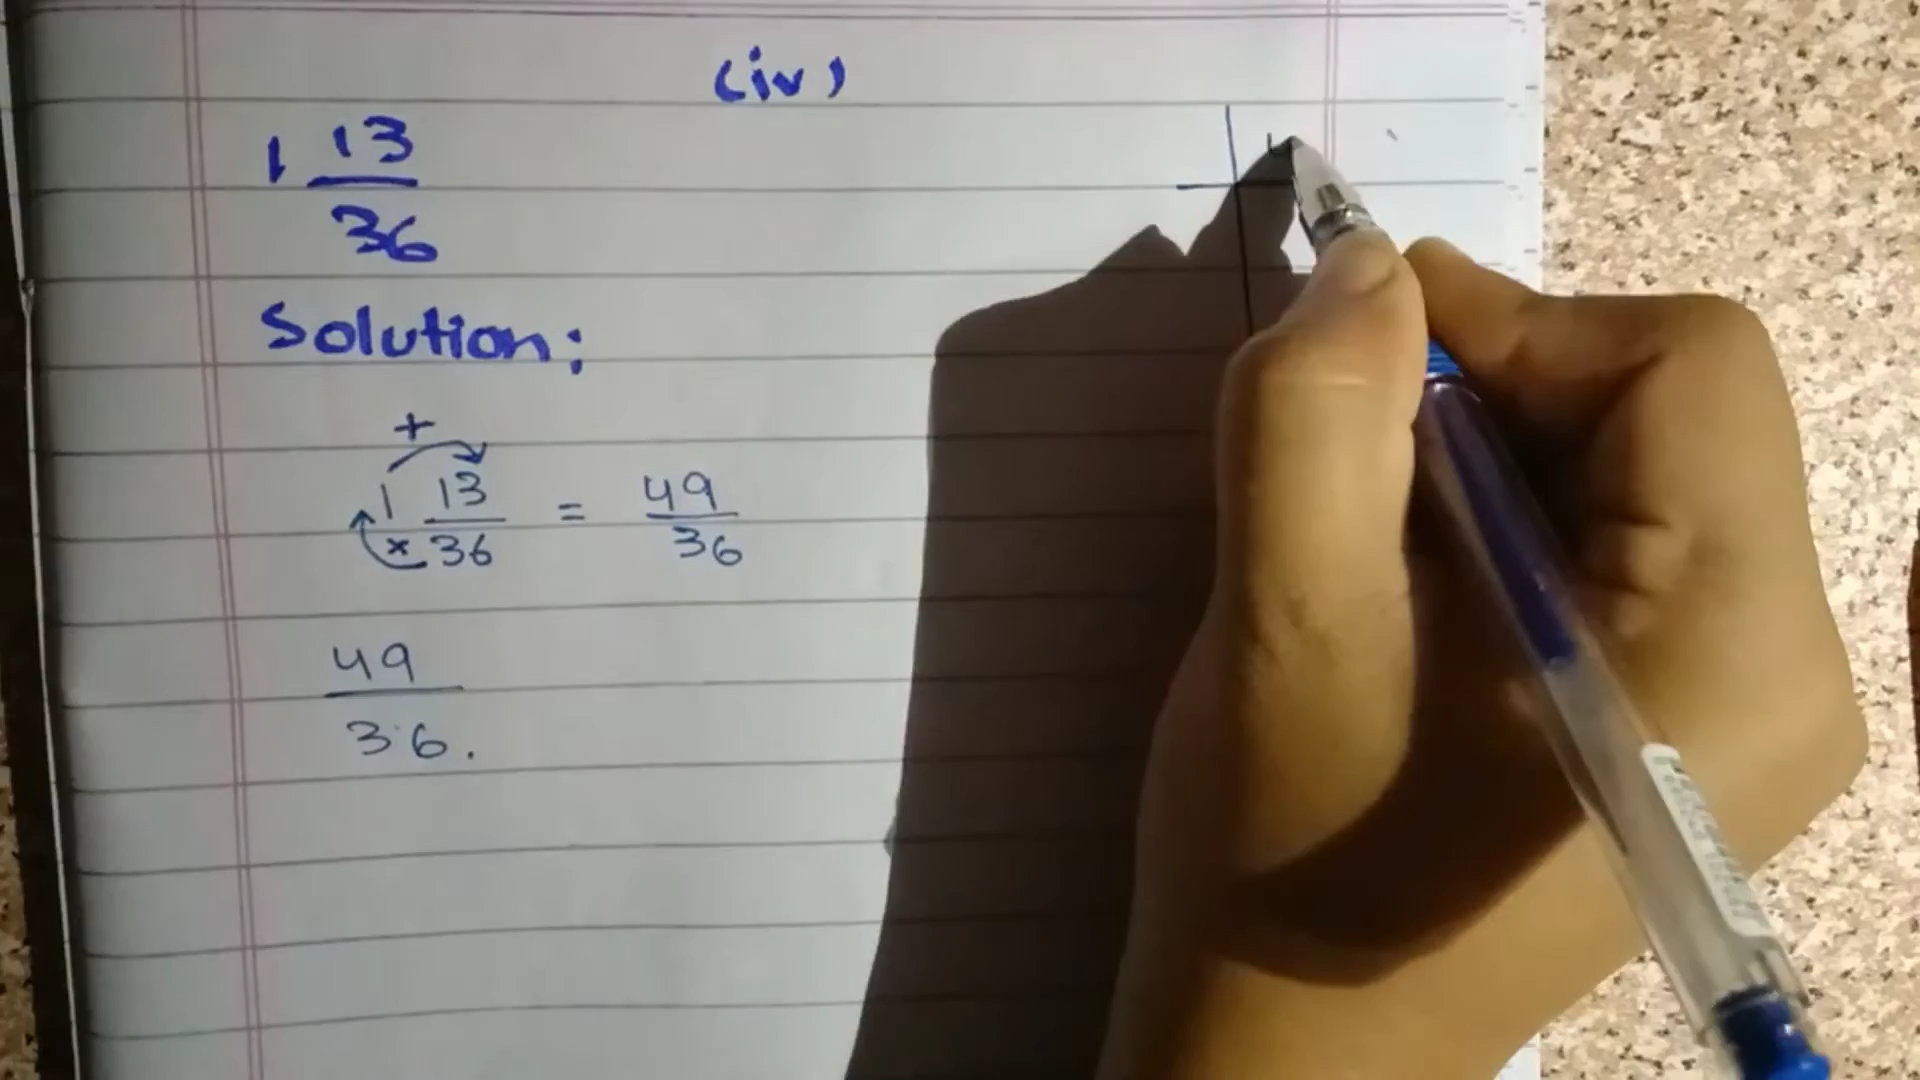 (iv)
1 13/36
Solution:
+
1 13/36 = 49/36
×
49/36.